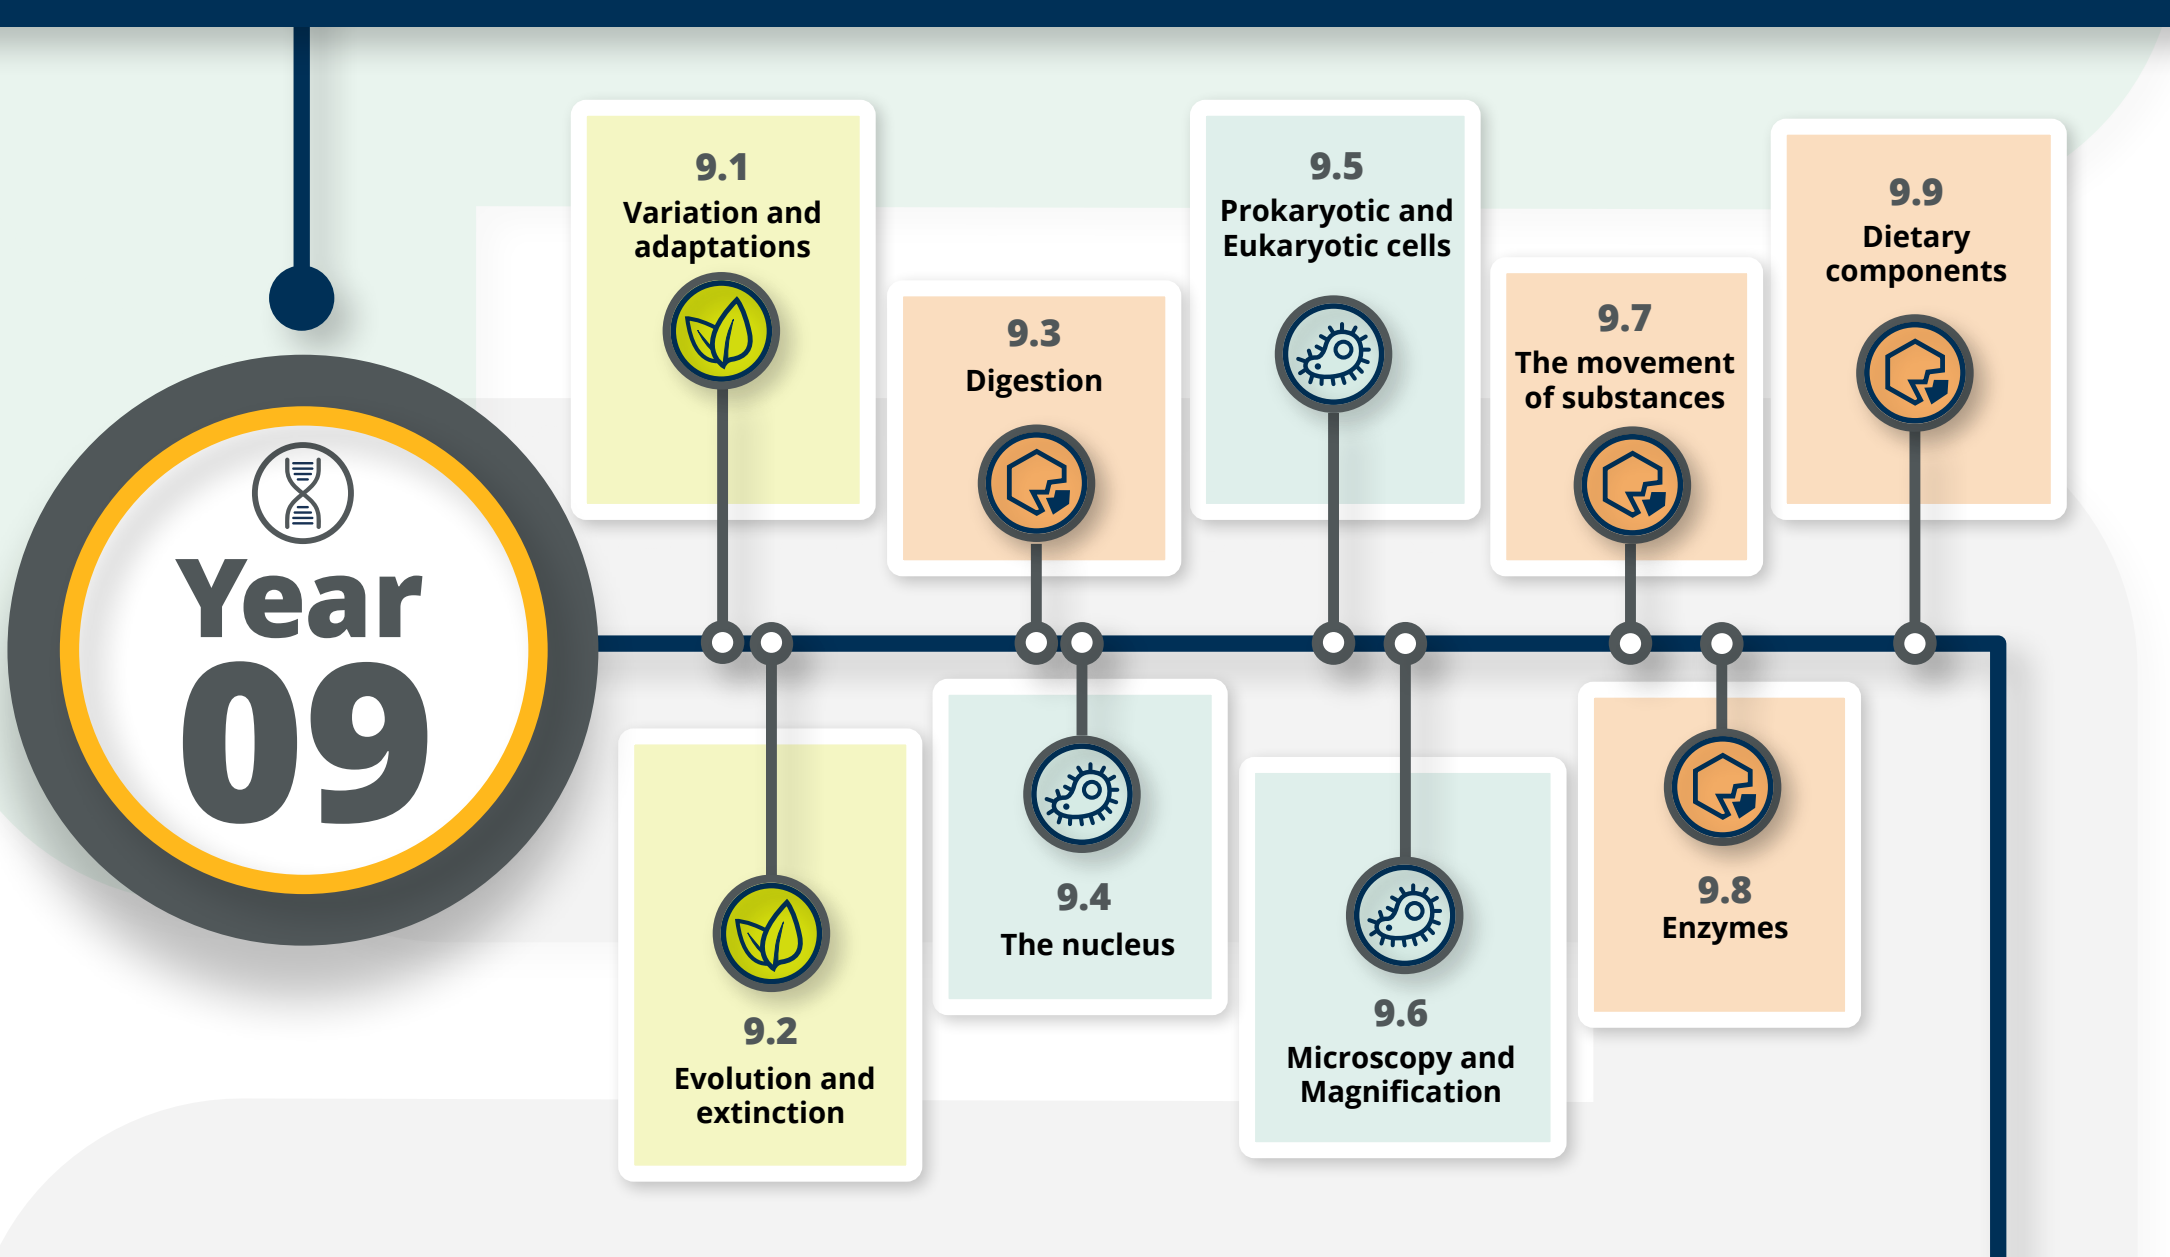 Year
09
9.1
Variation and
adaptations
9.2
Evolution and
extinction
9.3
Digestion
9.4
The nucleus
9.5
Prokaryotic and
Eukaryotic cells
9.6
Microscopy and
Magnification
9.7
The movement
of substances
9.8
Enzymes
9.9
Dietary
components